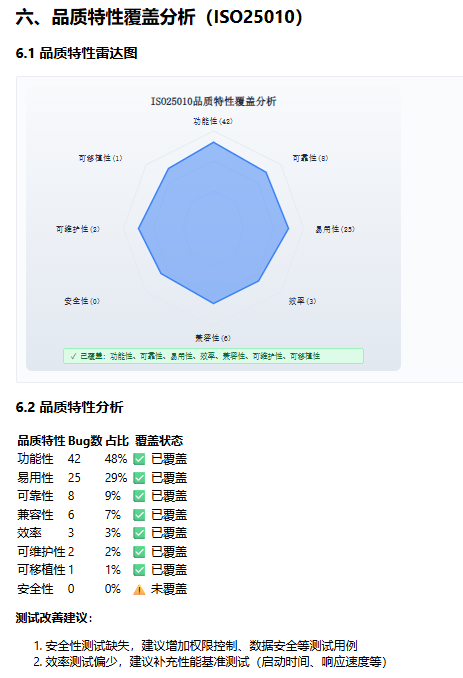 六、品质特性覆盖分析（ISO25010）
6.1 品质特性雷达图
ISO25010品质特性覆盖分析
功能性(42)
可移植性(1)
可靠性(8)
可维护性(2)
易用性(25)
安全性(0)
效率(3)
兼容性(6)
✓ 已覆盖: 功能性、可靠性、易用性、效率、兼容性、可维护性、可移植性
6.2 品质特性分析
品质特性 Bug数 占比 覆盖状态
功能性 42 48% ✅ 已覆盖
易用性 25 29% ✅ 已覆盖
可靠性 8 9% ✅ 已覆盖
兼容性 6 7% ✅ 已覆盖
效率 3 3% ✅ 已覆盖
可维护性 2 2% ✅ 已覆盖
可移植性 1 1% ✅ 已覆盖
安全性 0 0% ⚠️ 未覆盖
测试改善建议：
1. 安全性测试缺失，建议增加权限控制、数据安全等测试用例
2. 效率测试偏少，建议补充性能基准测试（启动时间、响应速度等）